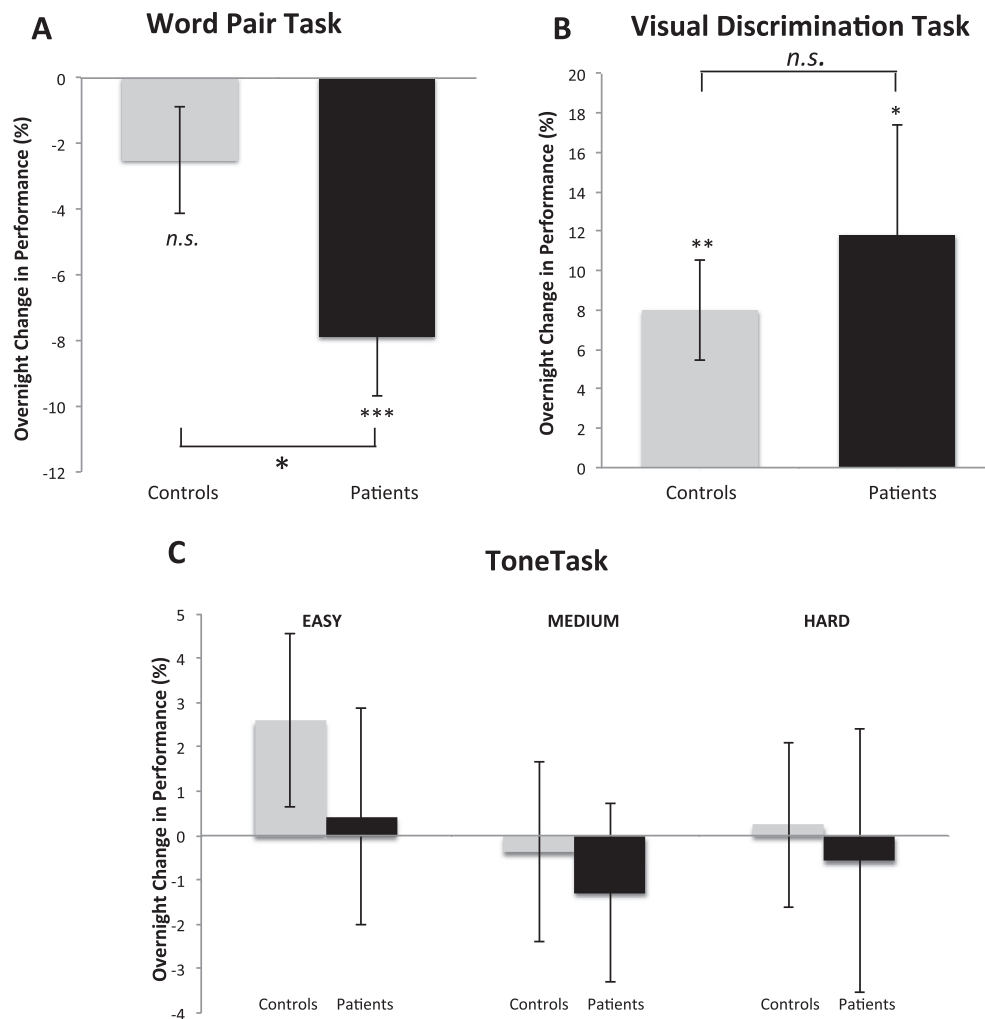 A
Word Pair Task
Overnight Change in Performance (%)
0
-2
-4
-6
-8
-10
-12
n.s.
***
*
Controls Patients
B
Visual Discrimination Task
n.s.
Overnight Change in Performance (%)
20
18
16
14
12
10
8
6
4
2
0
**
*
Controls Patients
C
ToneTask
Overnight Change in Performance (%)
5
4
3
2
1
0
-1
-2
-3
-4
EASY MEDIUM HARD
Controls Patients Controls Patients Controls Patients